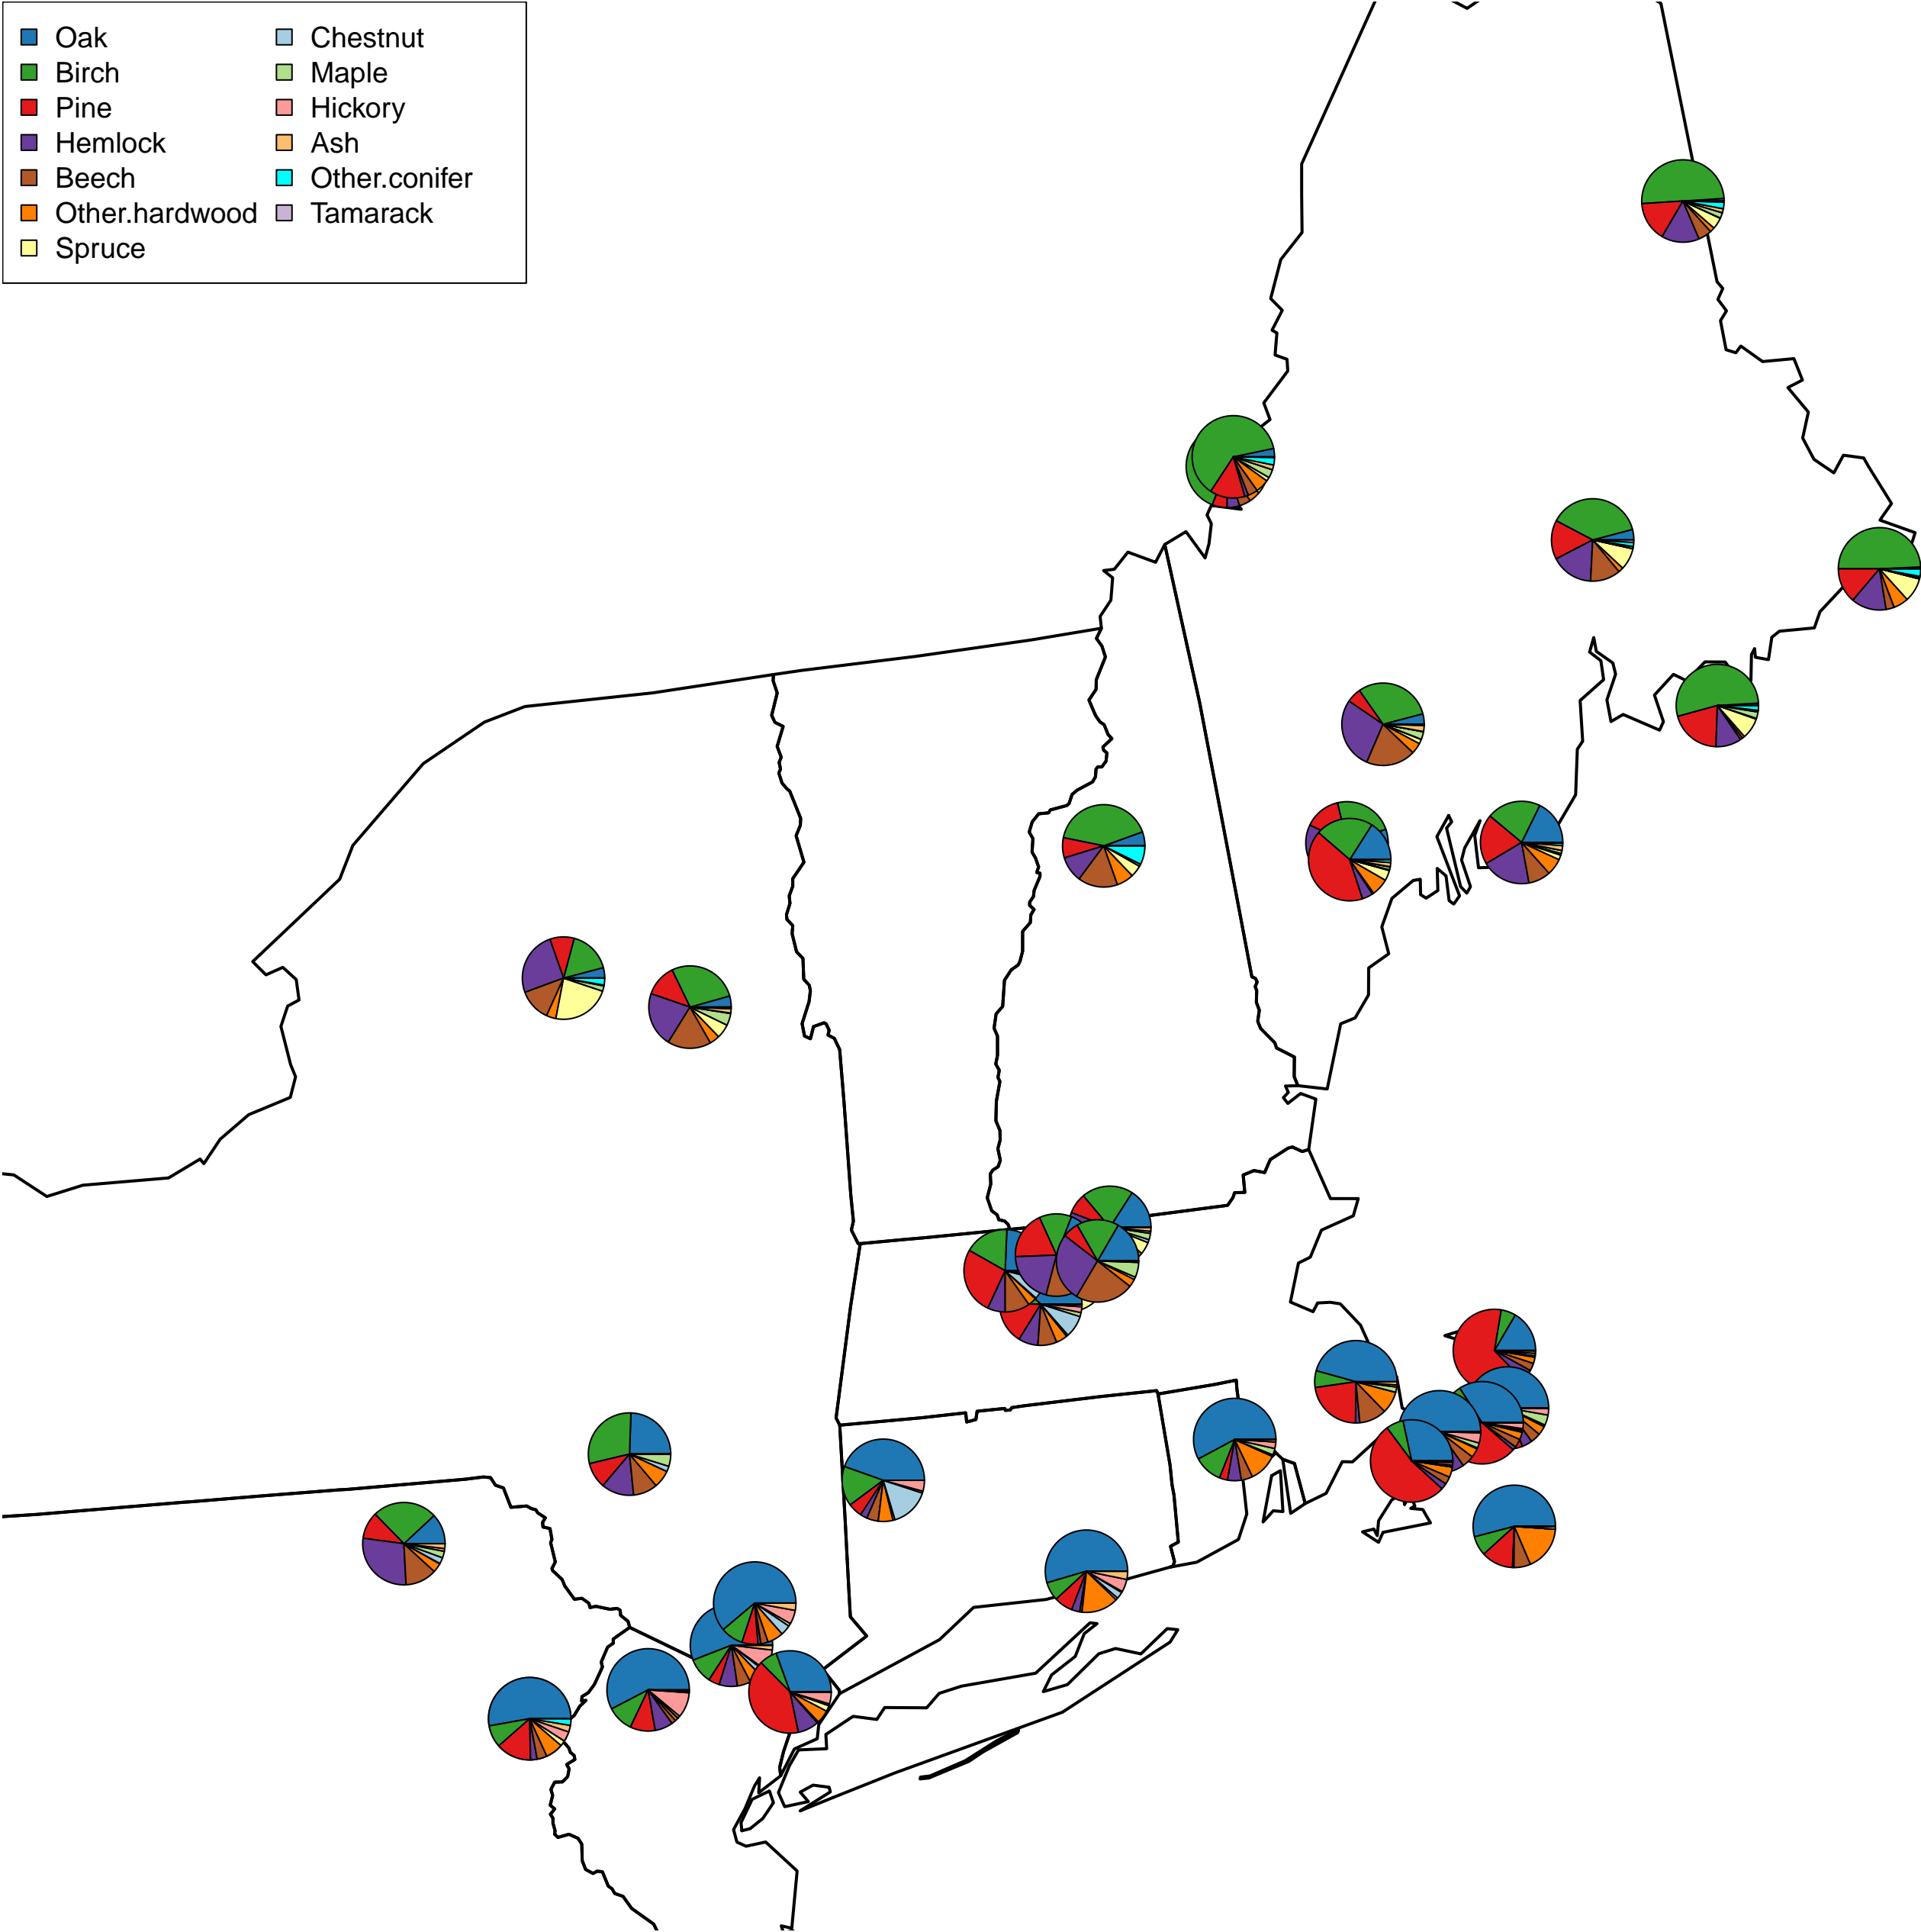 Oak
Birch
Pine
Hemlock
Beech
Other.hardwood
Spruce
Chestnut
Maple
Hickory
Ash
Other.conifer
Tamarack